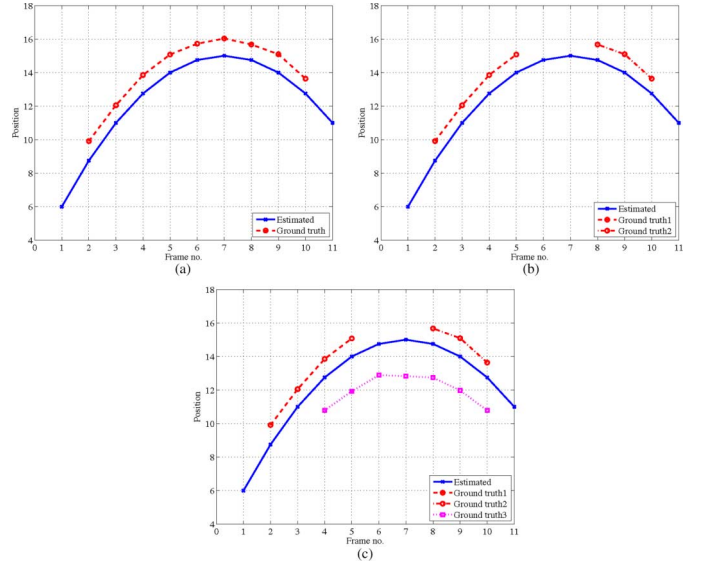 18
16
14
12
10
8
6
4
Position
0 1 2 3 4 5 6 7 8 9 10 11
Frame no.
Estimated
Ground truth
(a)
18
16
14
12
10
8
6
4
Position
0 1 2 3 4 5 6 7 8 9 10 11
Frame no.
Estimated
Ground truth1
Ground truth2
(b)
18
16
14
12
10
8
6
4
Position
0 1 2 3 4 5 6 7 8 9 10 11
Frame no.
Estimated
Ground truth1
Ground truth2
Ground truth3
(c)